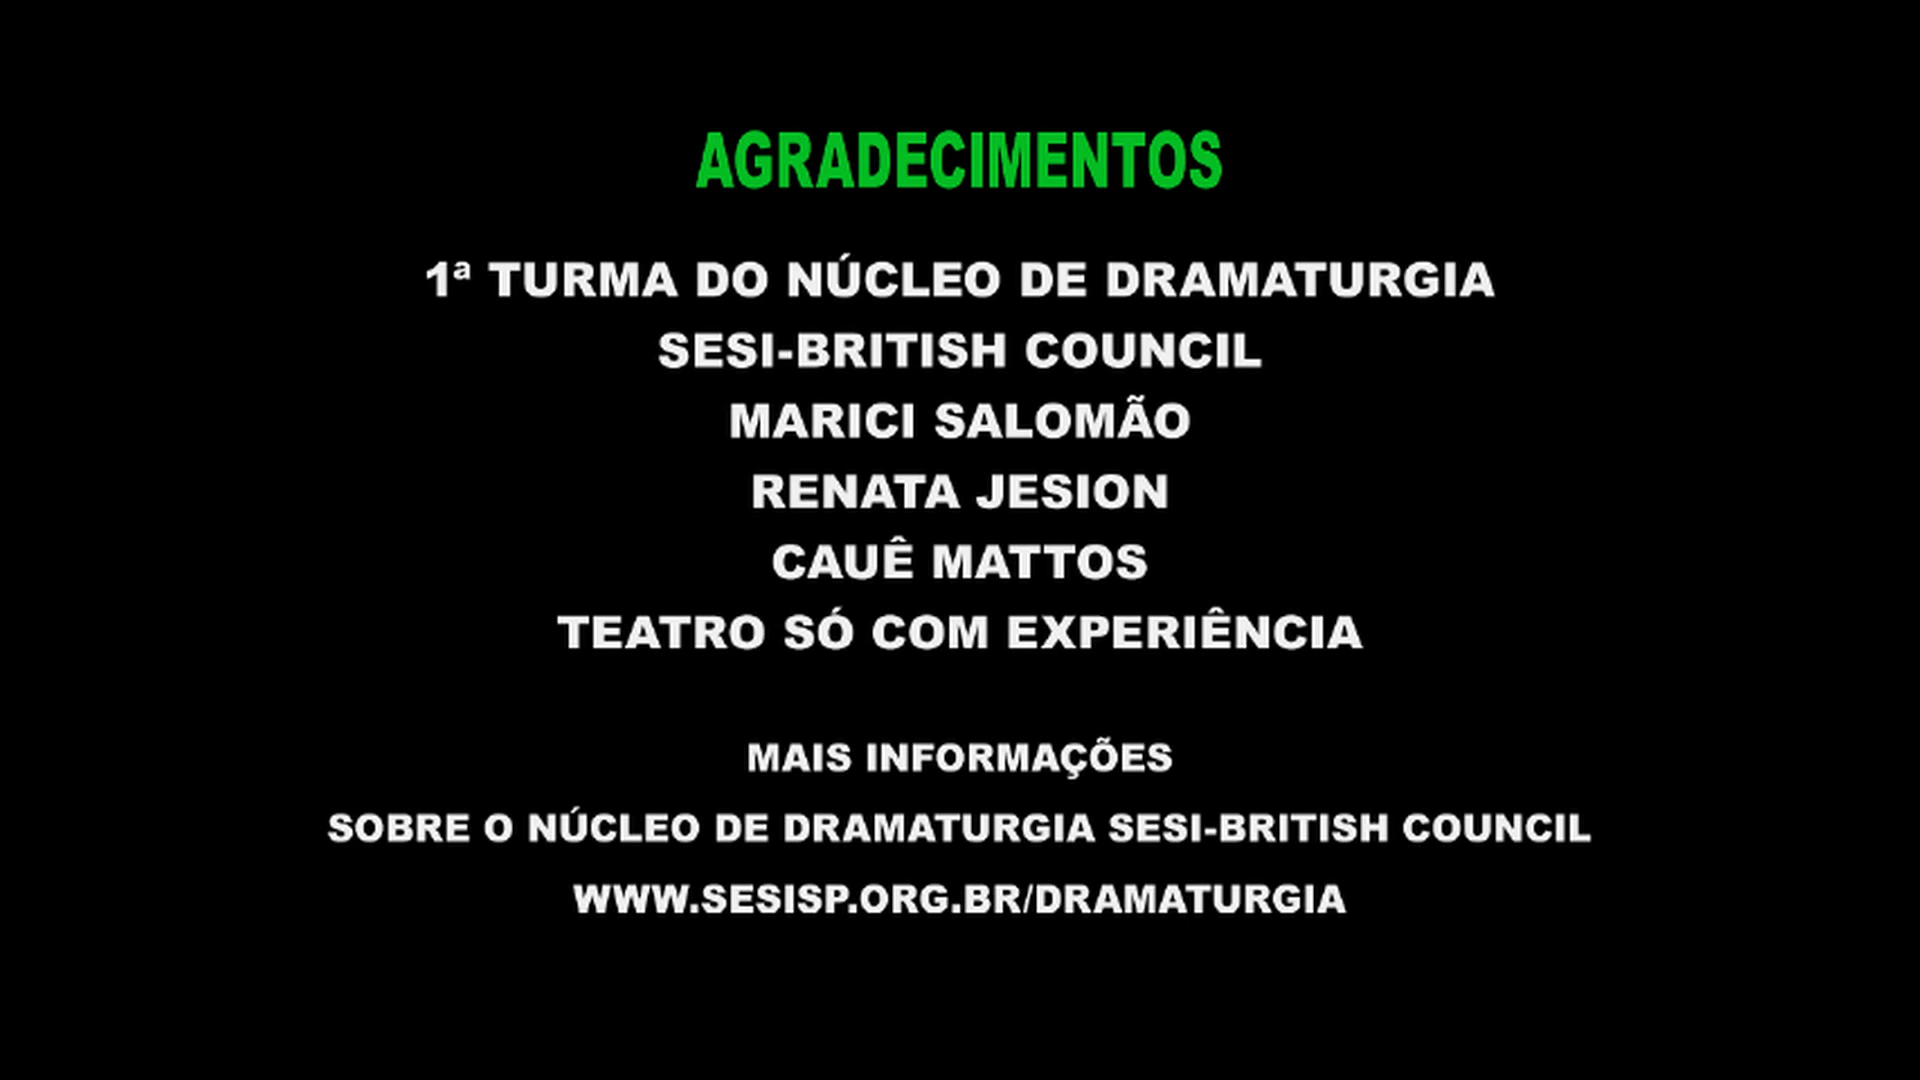 AGRADECIMENTOS
1ª TURMA DO NÚCLEO DE DRAMATURGIA
SESI-BRITISH COUNCIL
MARICI SALOMÃO
RENATA JESION
CAUÊ MATTOS
TEATRO SÓ COM EXPERIÊNCIA
MAIS INFORMAÇÕES
SOBRE O NÚCLEO DE DRAMATURGIA SESI-BRITISH COUNCIL
WWW.SESISP.ORG.BR/DRAMATURGIA